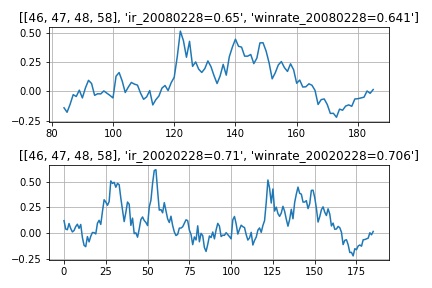 [[46, 47, 48, 58], 'ir_20080228=0.65', 'winrate_20080228=0.641']
0.50
0.25
0.00
−0.25
80 100 120 140 160 180
[[46, 47, 48, 58], 'ir_20020228=0.71', 'winrate_20020228=0.706']
0.50
0.25
0.00
−0.25
0 25 50 75 100 125 150 175